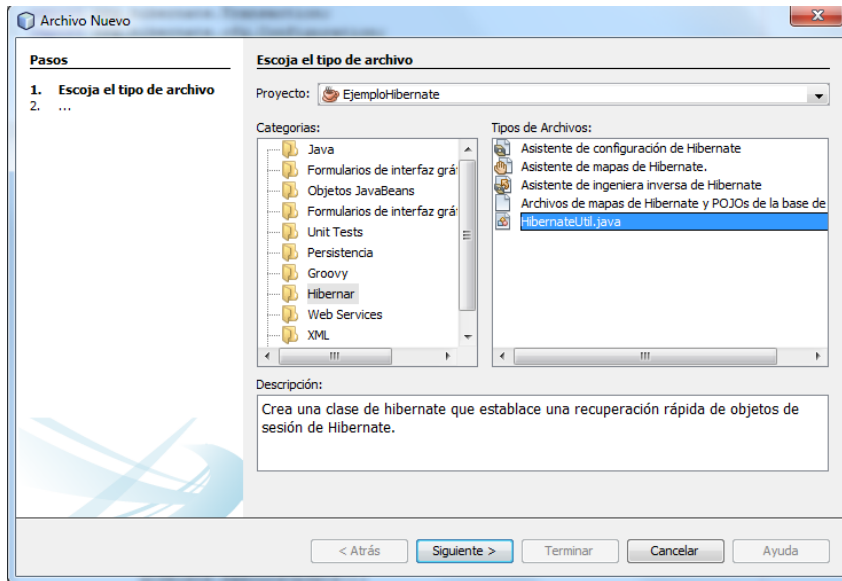 Archivo Nuevo
Pasos
1. Escoja el tipo de archivo
2. ...
Escoja el tipo de archivo
Proyecto: EjemploHibernate
Categorias:
Java
Formularios de interfaz grá
Objetos JavaBeans
Formularios de interfaz grá
Unit Tests
Persistencia
Groovy
Hibernar
Web Services
XML
Tipos de Archivos:
Asistente de configuración de Hibernate
Asistente de mapas de Hibernate.
Asistente de ingeniera inversa de Hibernate
Archivos de mapas de Hibernate y POJOs de la base de
HibernateUtil.java
Descripción:
Crea una clase de hibernate que establace una recuperación rápida de objetos de
sesión de Hibernate.
< Atrás
Siguiente >
Terminar
Cancelar
Ayuda